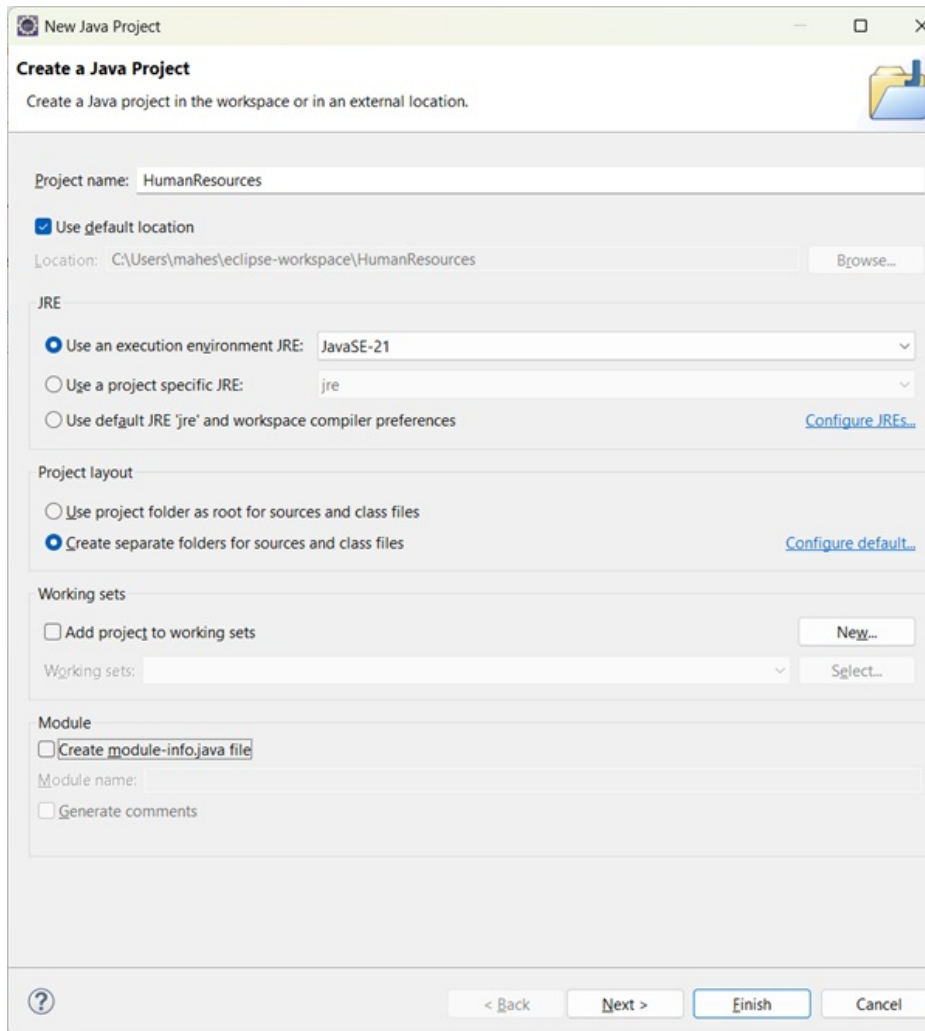 New Java Project
Create a Java Project
Create a Java project in the workspace or in an external location.
Project name: HumanResources
Use default location
Location: C:\Users\mahes\eclipse-workspace\HumanResources Browse...
JRE
Use an execution environment JRE: JavaSE-21
Use a project specific JRE: jre
Use default JRE 'jre' and workspace compiler preferences Configure JREs...
Project layout
Use project folder as root for sources and class files
Create separate folders for sources and class files Configure default...
Working sets
Add project to working sets New...
Working sets: Select...
Module
Create module-info.java file
Module name:
Generate comments
? < Back Next > Finish Cancel